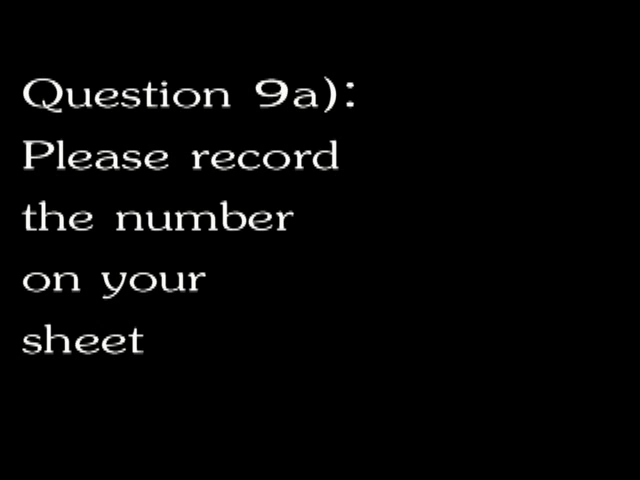 Question 9a):
Please record
the number
on your
sheet